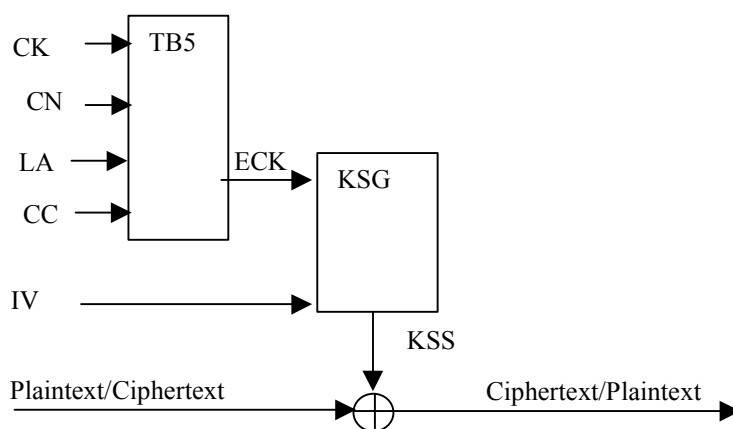 CK
TB5
CN
LA
ECK
KSG
CC
IV
KSS
Plaintext/Ciphertext
Ciphertext/Plaintext